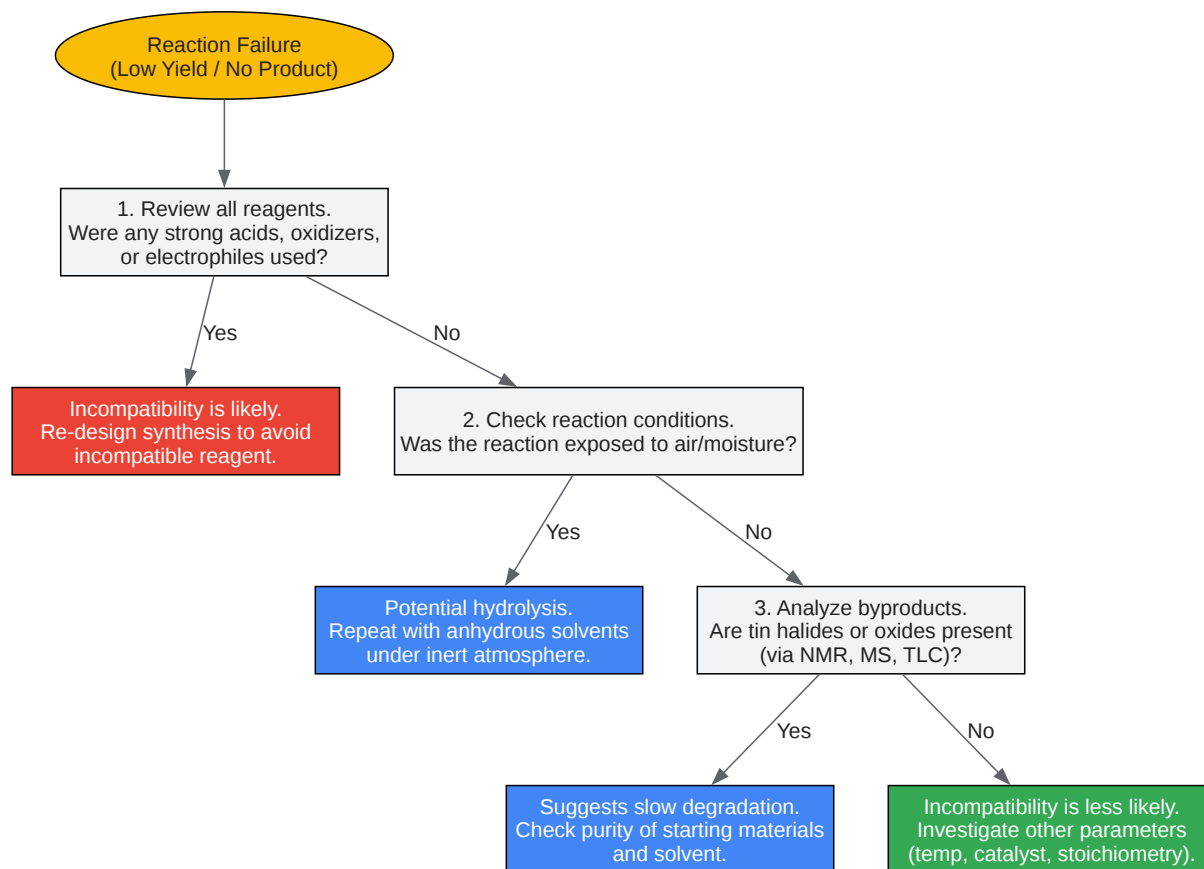 Reaction Failure
(Low Yield / No Product)
1. Review all reagents.
Were any strong acids, oxidizers,
or electrophiles used?
Yes
No
Incompatibility is likely.
Re-design synthesis to avoid
incompatible reagent.
2. Check reaction conditions.
Was the reaction exposed to air/moisture?
Yes
No
Potential hydrolysis.
Repeat with anhydrous solvents
under inert atmosphere.
3. Analyze byproducts.
Are tin halides or oxides present
(via NMR, MS, TLC)?
Yes
No
Suggests slow degradation.
Check purity of starting materials
and solvent.
Incompatibility is less likely.
Investigate other parameters
(temp, catalyst, stoichiometry).